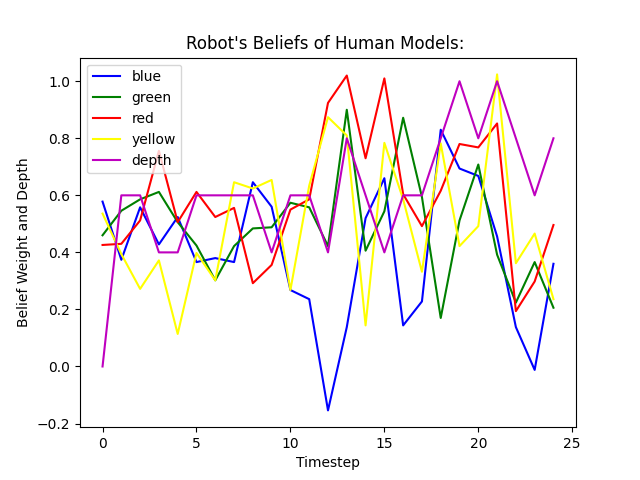 Robot's Beliefs of Human Models:
blue
green
red
yellow
depth
1.0
0.8
0.6
0.4
0.2
0.0
−0.2
Belief Weight and Depth
0 5 10 15 20 25
Timestep